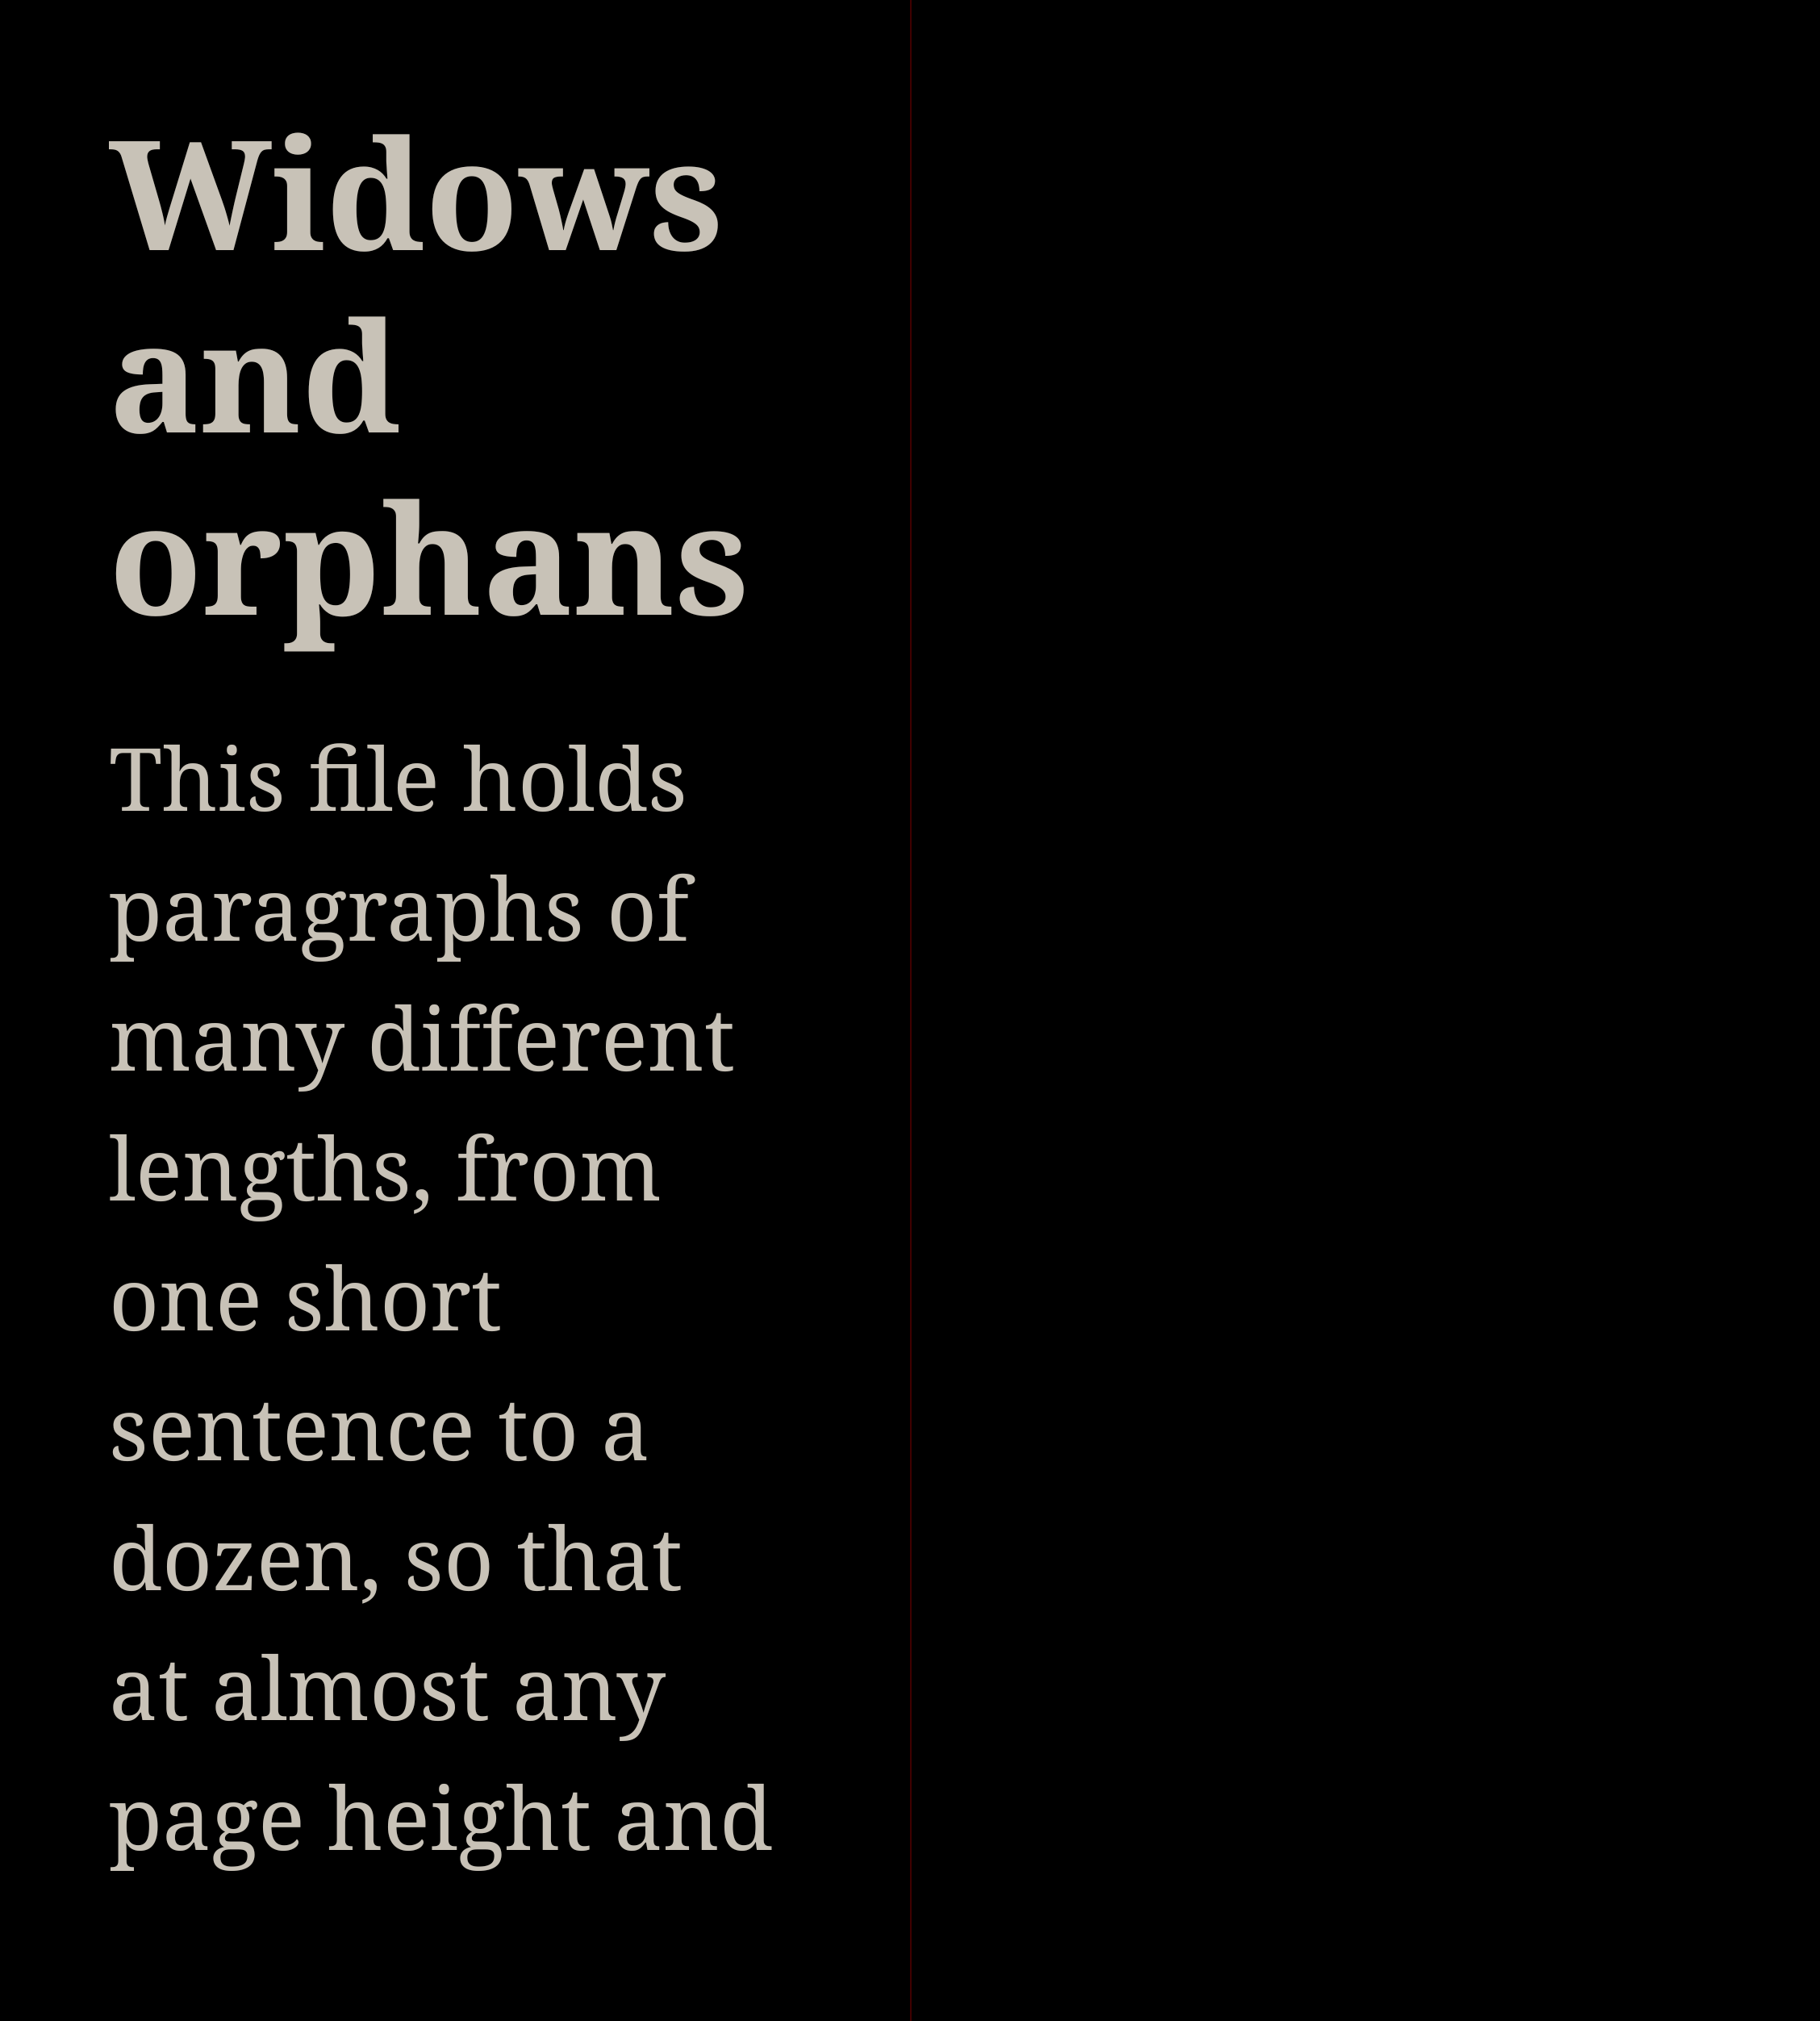 Widows
and
orphans
This file holds
paragraphs of
many different
lengths, from
one short
sentence to a
dozen, so that
at almost any
page height and